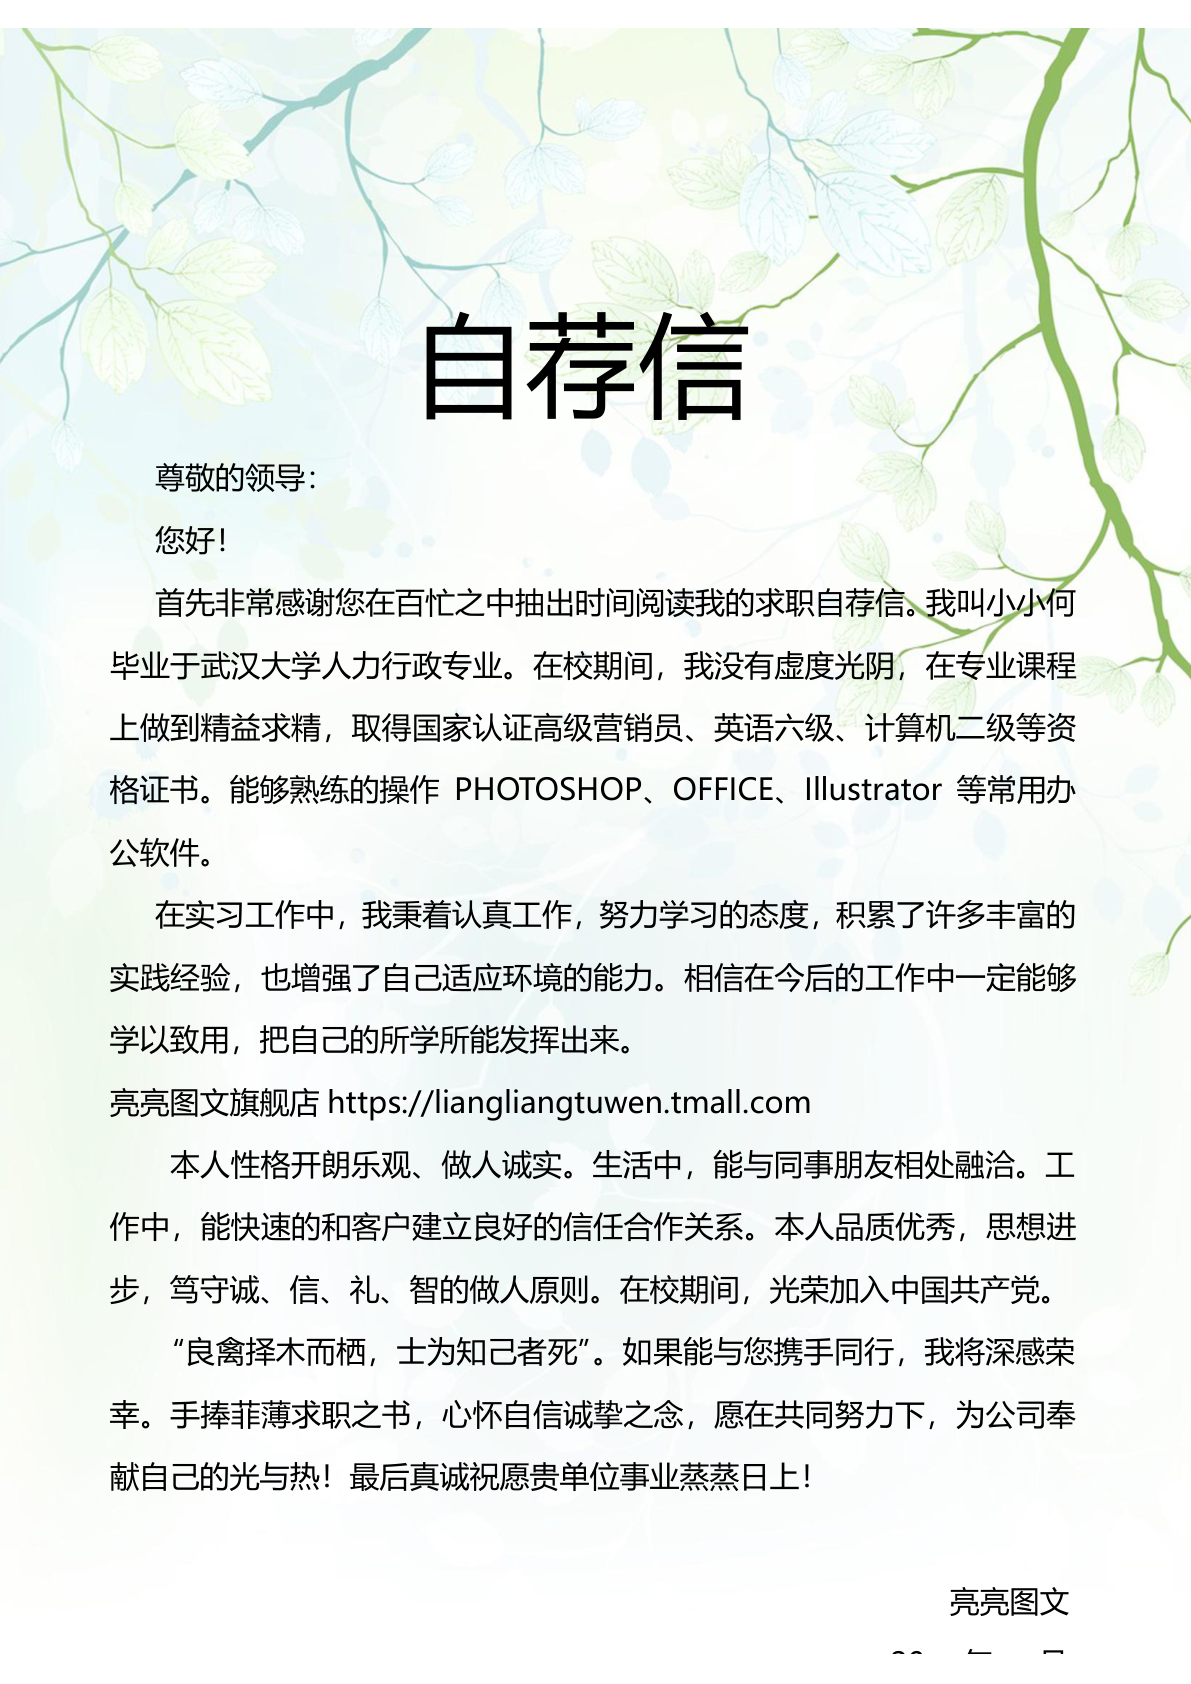 自荐信
尊敬的领导：
您好！
首先非常感谢您在百忙之中抽出时间阅读我的求职自荐信。我叫小小何
毕业于武汉大学人力行政专业。在校期间，我没有虚度光阴，在专业课程
上做到精益求精，取得国家认证高级营销员、英语六级、计算机二级等资
格证书。能够熟练的操作 PHOTOSHOP、OFFICE、Illustrator 等常用办
公软件。
在实习工作中，我秉着认真工作，努力学习的态度，积累了许多丰富的
实践经验，也增强了自己适应环境的能力。相信在今后的工作中一定能够
学以致用，把自己的所学所能发挥出来。
亮亮图文旗舰店 https://liangliangtuwen.tmall.com
本人性格开朗乐观、做人诚实。生活中，能与同事朋友相处融洽。工
作中，能快速的和客户建立良好的信任合作关系。本人品质优秀，思想进
步，笃守诚、信、礼、智的做人原则。在校期间，光荣加入中国共产党。
“良禽择木而栖，士为知己者死”。如果能与您携手同行，我将深感荣
幸。手捧菲薄求职之书，心怀自信诚挚之念，愿在共同努力下，为公司奉
献自己的光与热！最后真诚祝愿贵单位事业蒸蒸日上！
亮亮图文